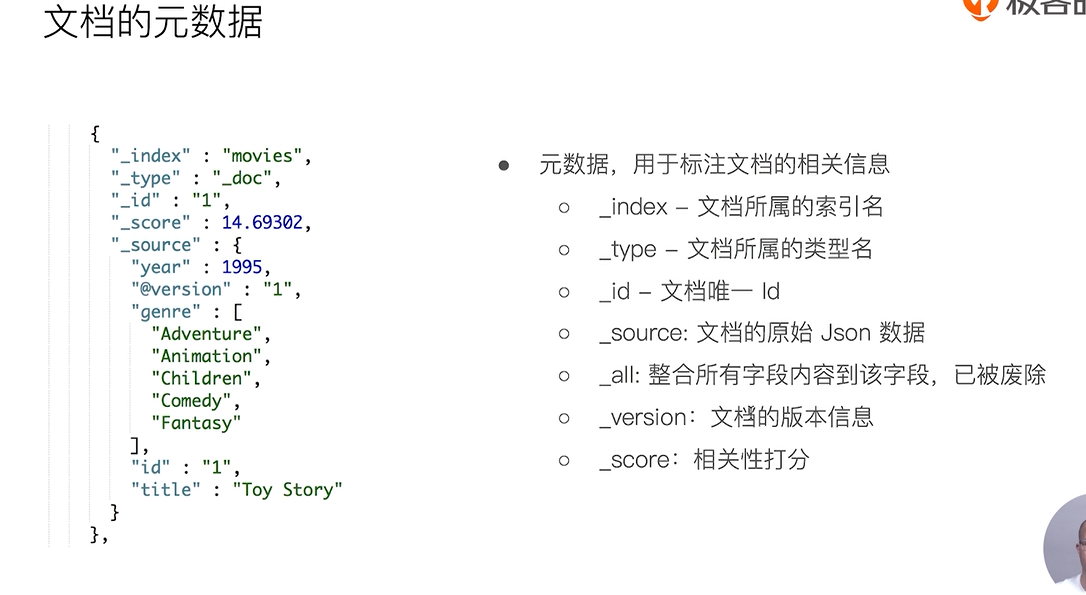 文档的元数据
极客
{
"_index" : "movies",
"_type" : "_doc",
"_id" : "1",
"_score" : 14.69302,
"_source" : {
"year" : 1995,
"@version" : "1",
"genre" : [
"Adventure",
"Animation",
"Children",
"Comedy",
"Fantasy"
],
"id" : "1",
"title" : "Toy Story"
}
},
● 元数据，用于标注文档的相关信息
○ _index – 文档所属的索引名
○ _type – 文档所属的类型名
○ _id – 文档唯一 Id
○ _source: 文档的原始 Json 数据
○ _all: 整合所有字段内容到该字段，已被废除
○ _version：文档的版本信息
○ _score：相关性打分